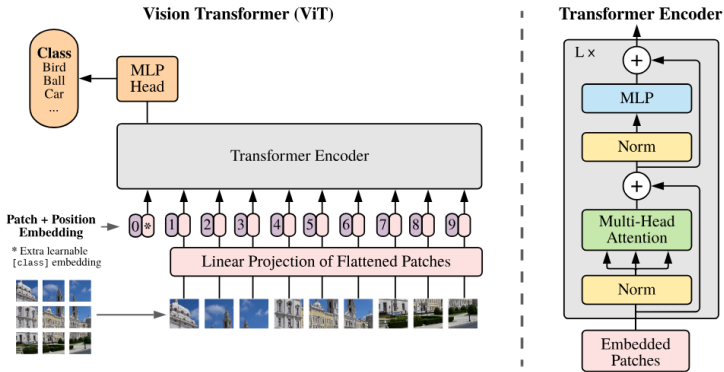 Vision Transformer (ViT)
Class
Bird
Ball
Car
...
MLP
Head
Transformer Encoder
Patch + Position
Embedding
0 * 1 2 3 4 5 6 7 8 9
* Extra learnable
[class] embedding
Linear Projection of Flattened Patches
Transformer Encoder
L x
+
MLP
Norm
+
Multi-Head
Attention
Norm
Embedded
Patches